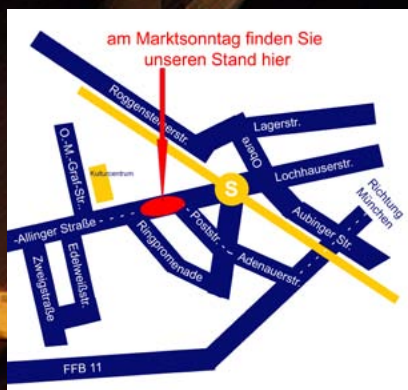 am Marktsonntag finden Sie
unseren Stand hier
Roggensteinerstr.
Lagerstr.
Obere
O.-M.-Graf-Str.
Kulturcentrum
Lochhauserstr.
S
Richtung
München
-Allinger Straße
Poststr.
Aubinger Str.
Ringpromenade
Adenauerstr.
Zweigstraße
Edelweißstr.
FFB 11